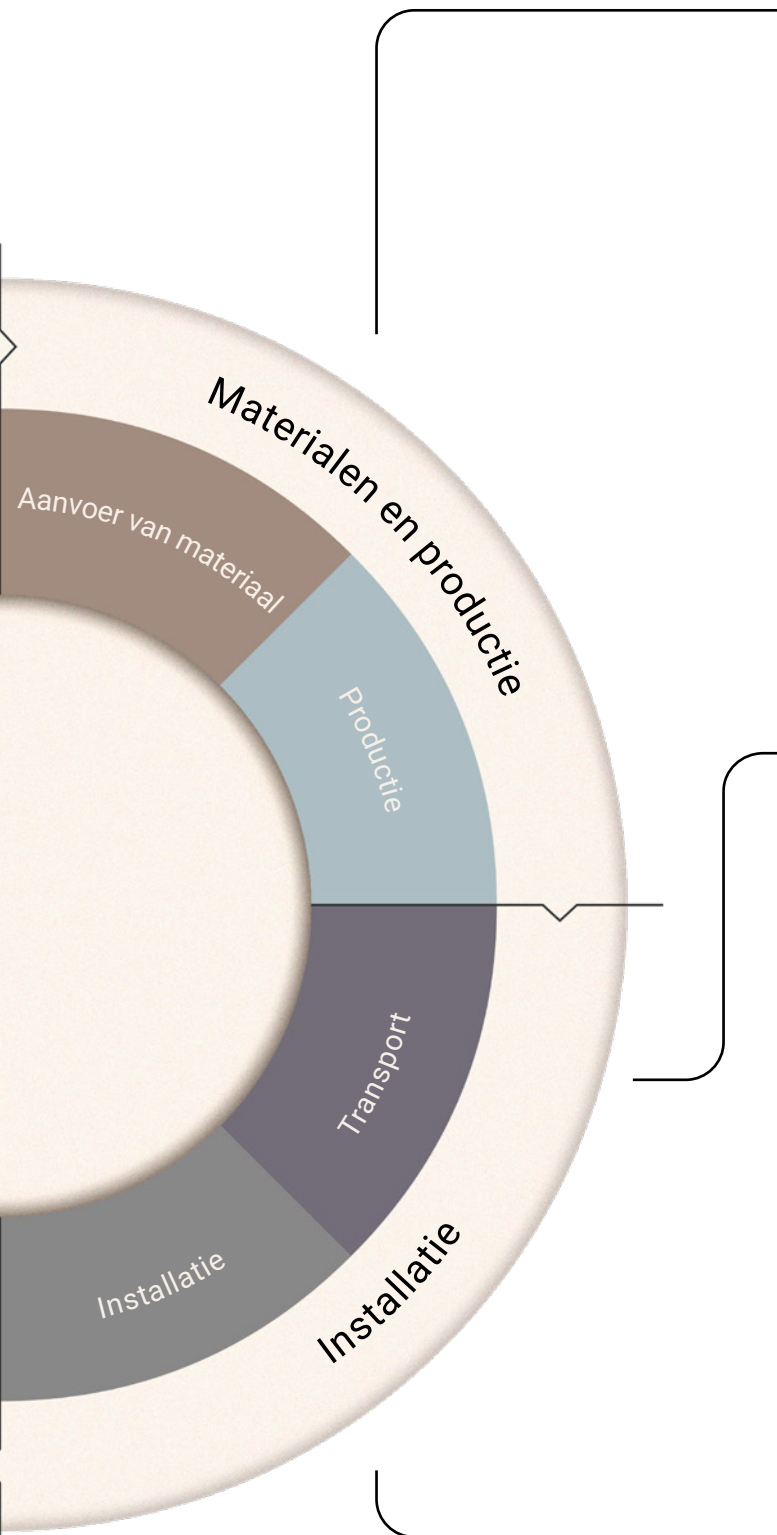 Materialen en productie
Aanvoer van materiaal
Productie
Transport
Installatie
Installatie